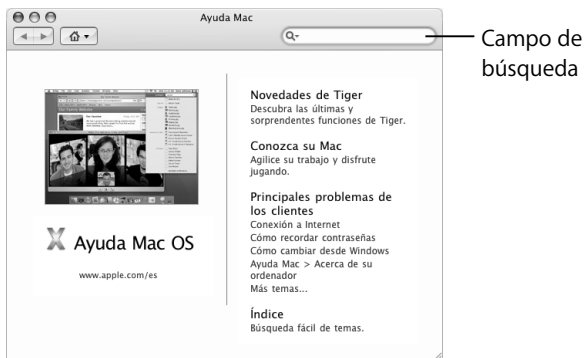 Ayuda Mac
Campo de
búsqueda
Novedades de Tiger
Descubra las últimas y
sorprendentes funciones de Tiger.
Conozca su Mac
Agilice su trabajo y disfrute
jugando.
Principales problemas de
los clientes
Conexión a Internet
Cómo recordar contraseñas
Cómo cambiar desde Windows
Ayuda Mac > Acerca de su
ordenador
Más temas...
Índice
Búsqueda fácil de temas.
Ayuda Mac OS
www.apple.com/es